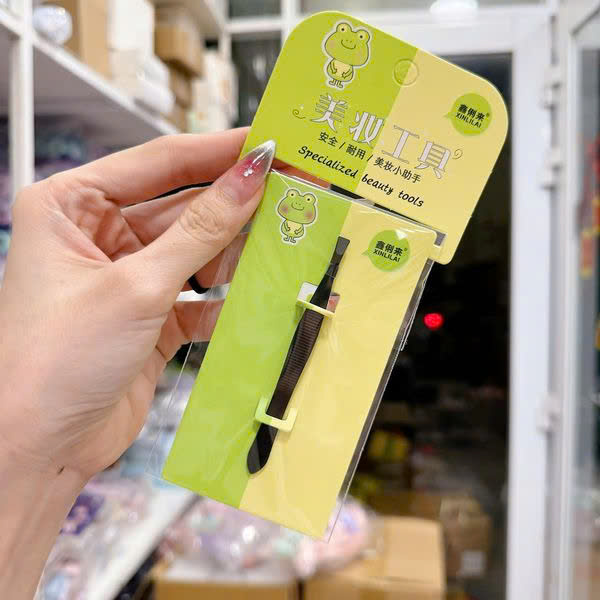 美妆工具
安全/耐用/美妆小助手
Specialized beauty tools
鑫俐来®
XINLILAI
鑫俐来®
XINLILAI